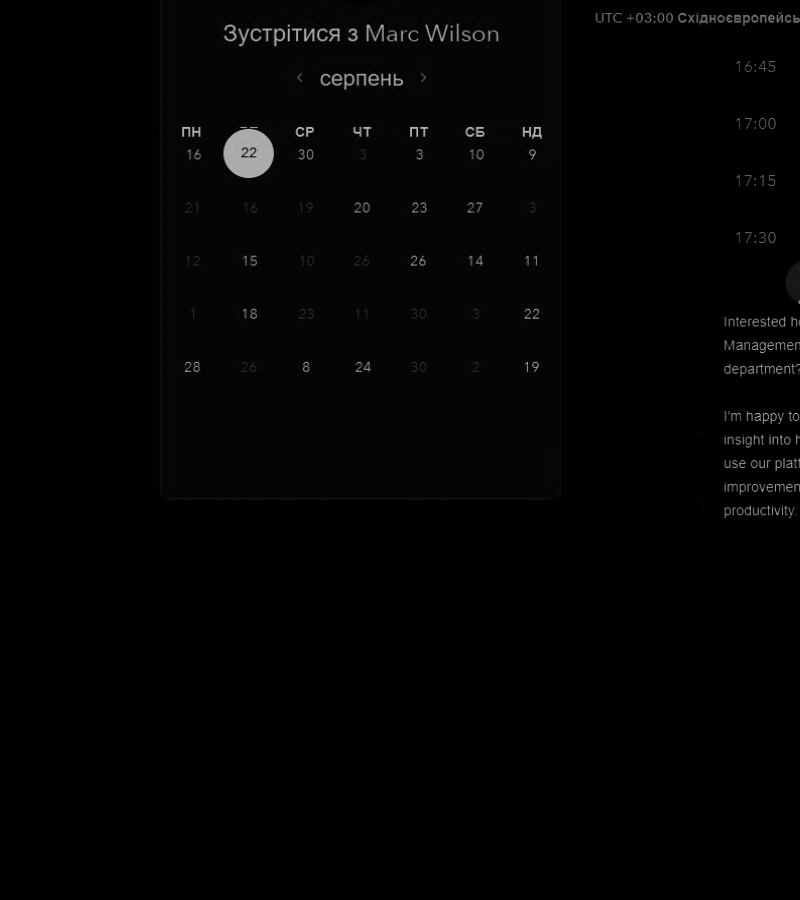 Зустрітися з Marc Wilson
серпень
ПН СР ЧТ ПТ СБ НД
16 22 30 3 3 10 9
21 16 19 20 23 27 3
12 15 10 26 26 14 11
1 18 23 11 30 3 22
28 26 8 24 30 2 19
UTC +03:00 Східноєвропейсь
16:45
17:00
17:15
17:30
Interested h
Managemen
department?
I'm happy to
insight into h
use our platf
improvemen
productivity.